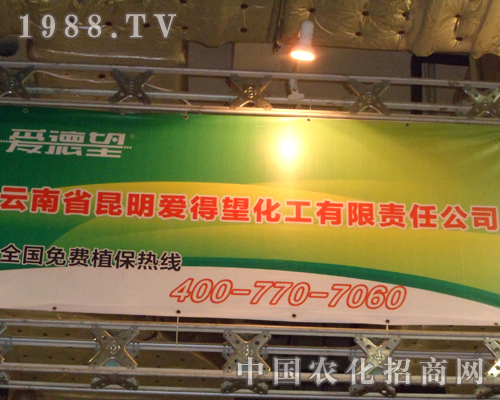 1988.TV
爱德望®
云南省昆明爱得望化工有限责任公司
全国免费植保热线
400-770-7060
中国农化招商网